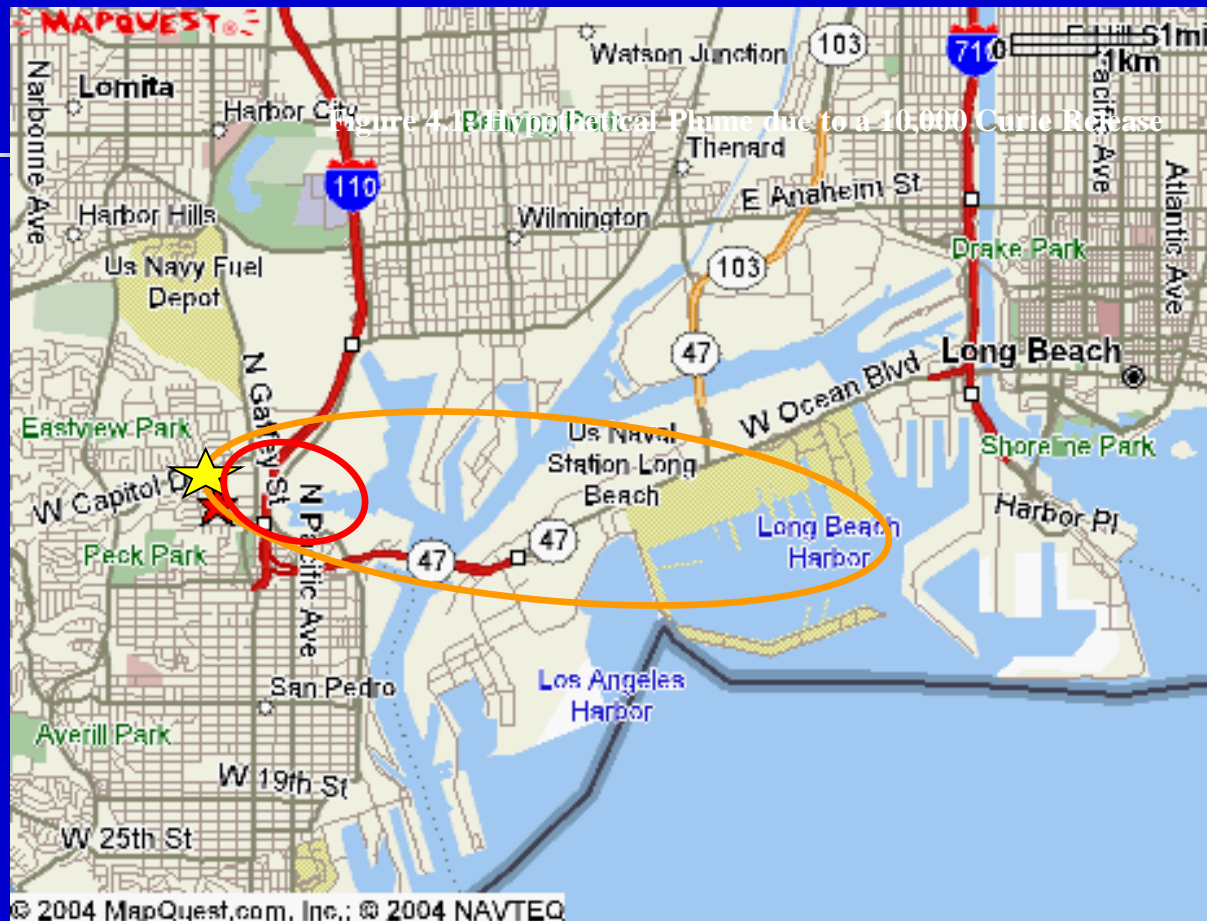 MAPQUEST®
Watson Junction
103
710
0
1mi
1km
Lomita
Narbonne Ave
Harbor City
Figure 4.1: Hypothetical Plume due to a 10,000 Curie Release
Thenard
Pacific Ave
Atlantic Ave
110
E Anaheim St
Harbor Hills
Wilmington
Drake Park
Us Navy Fuel
Depot
103
47
Long Beach
N Gaffey St
W Ocean Blvd
Eastview Park
Us Naval
Station Long
Beach
Shoreline Park
W Capitol D
N Pacific Ave
Long Beach
Harbor
Harbor Pl
Peck Park
47
47
San Pedro
Los Angeles
Harbor
Averill Park
W 19th St
W 25th St
© 2004 MapQuest.com, Inc.; © 2004 NAVTEQ